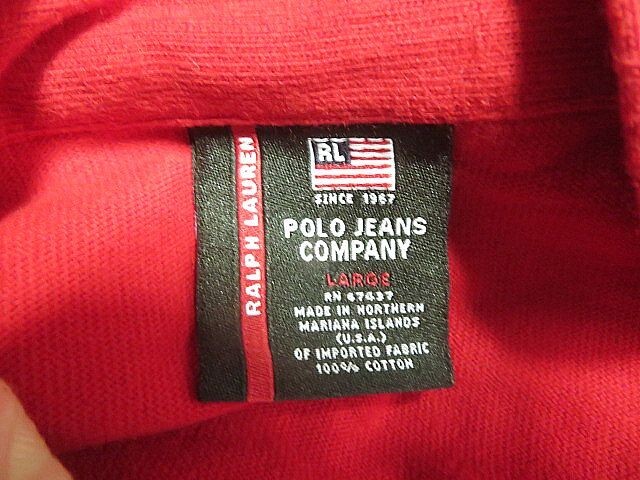 RALPH LAUREN
RL
SINCE 1967
POLO JEANS
COMPANY
LARGE
RN 67437
MADE IN NORTHERN
MARIANA ISLANDS
(U.S.A.)
OF IMPORTED FABRIC
100% COTTON